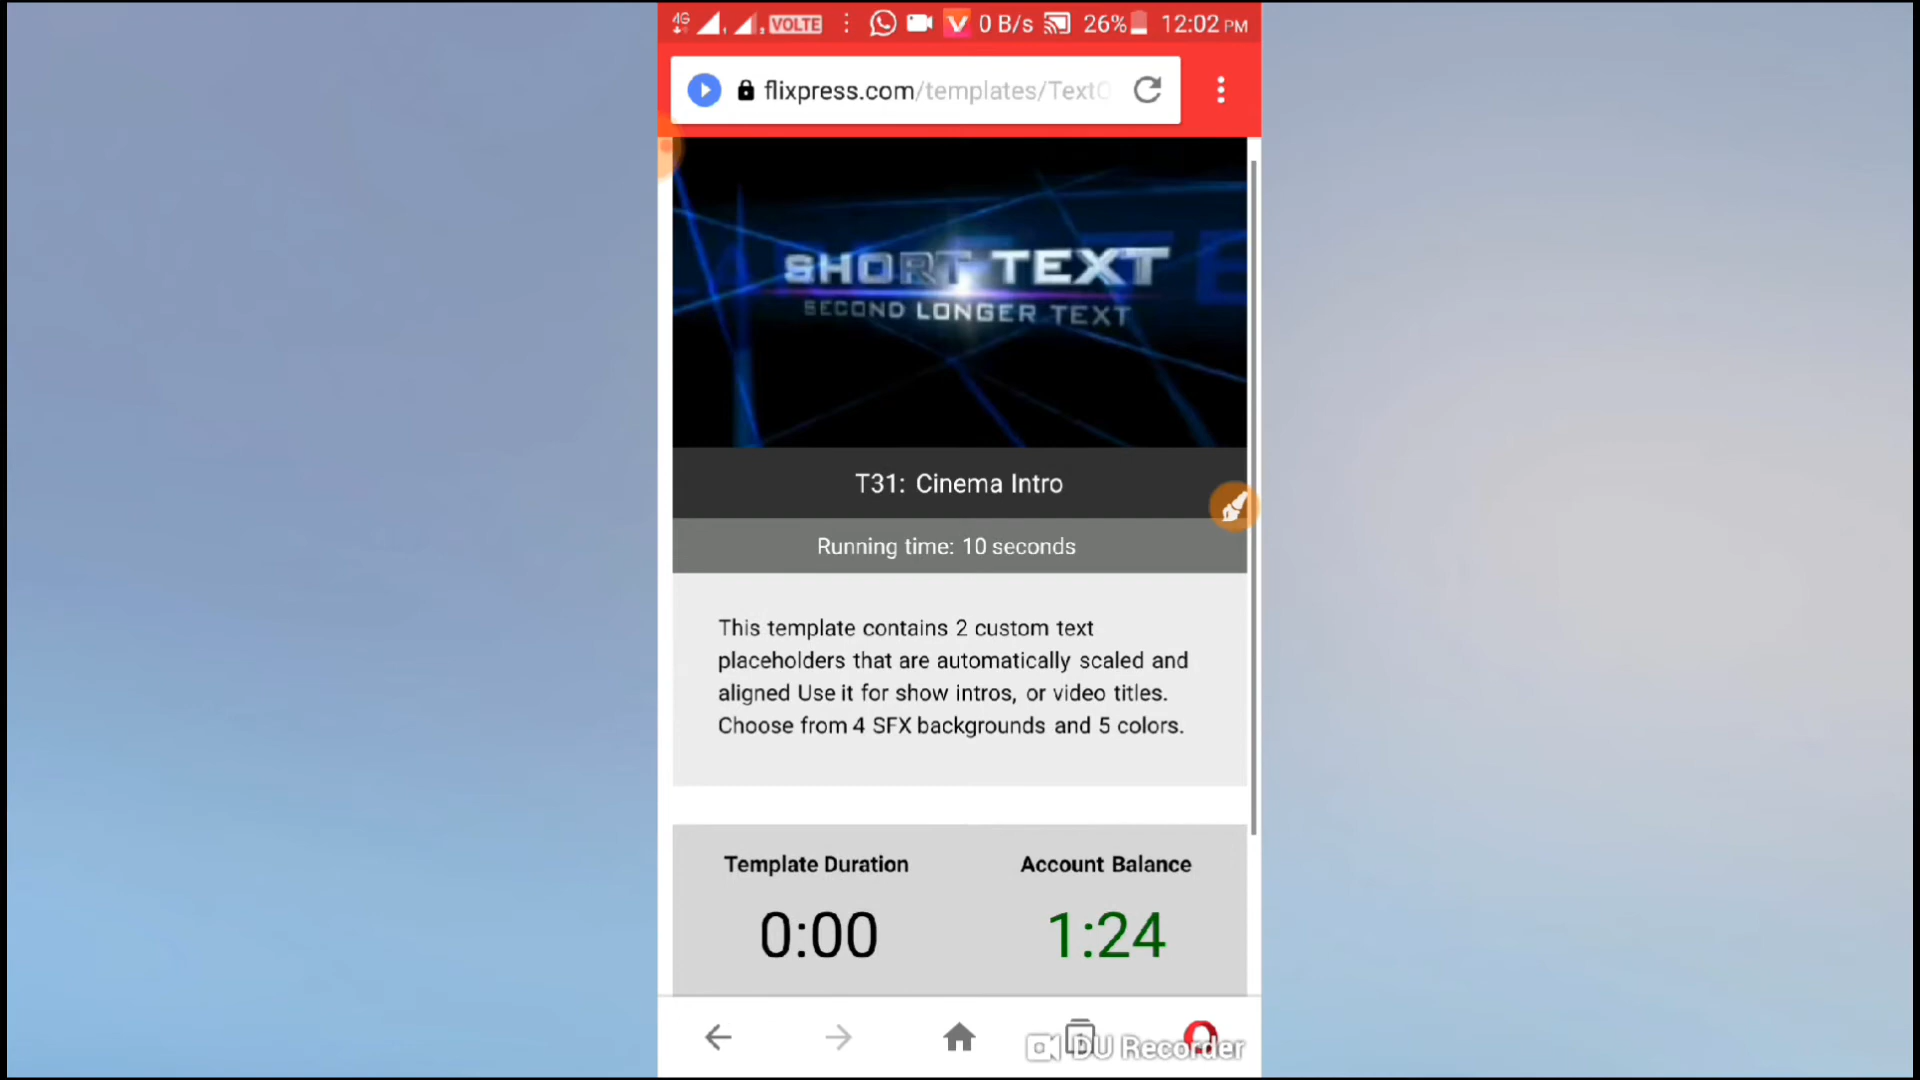 4G VOLTE 0 B/s 26% 12:02 PM
flixpress.com/templates/Text
SHORT TEXT
SECOND LONGER TEXT
T31: Cinema Intro
Running time: 10 seconds
This template contains 2 custom text
placeholders that are automatically scaled and
aligned Use it for show intros, or video titles.
Choose from 4 SFX backgrounds and 5 colors.
Template Duration
Account Balance
0:00
1:24
DU Recorder